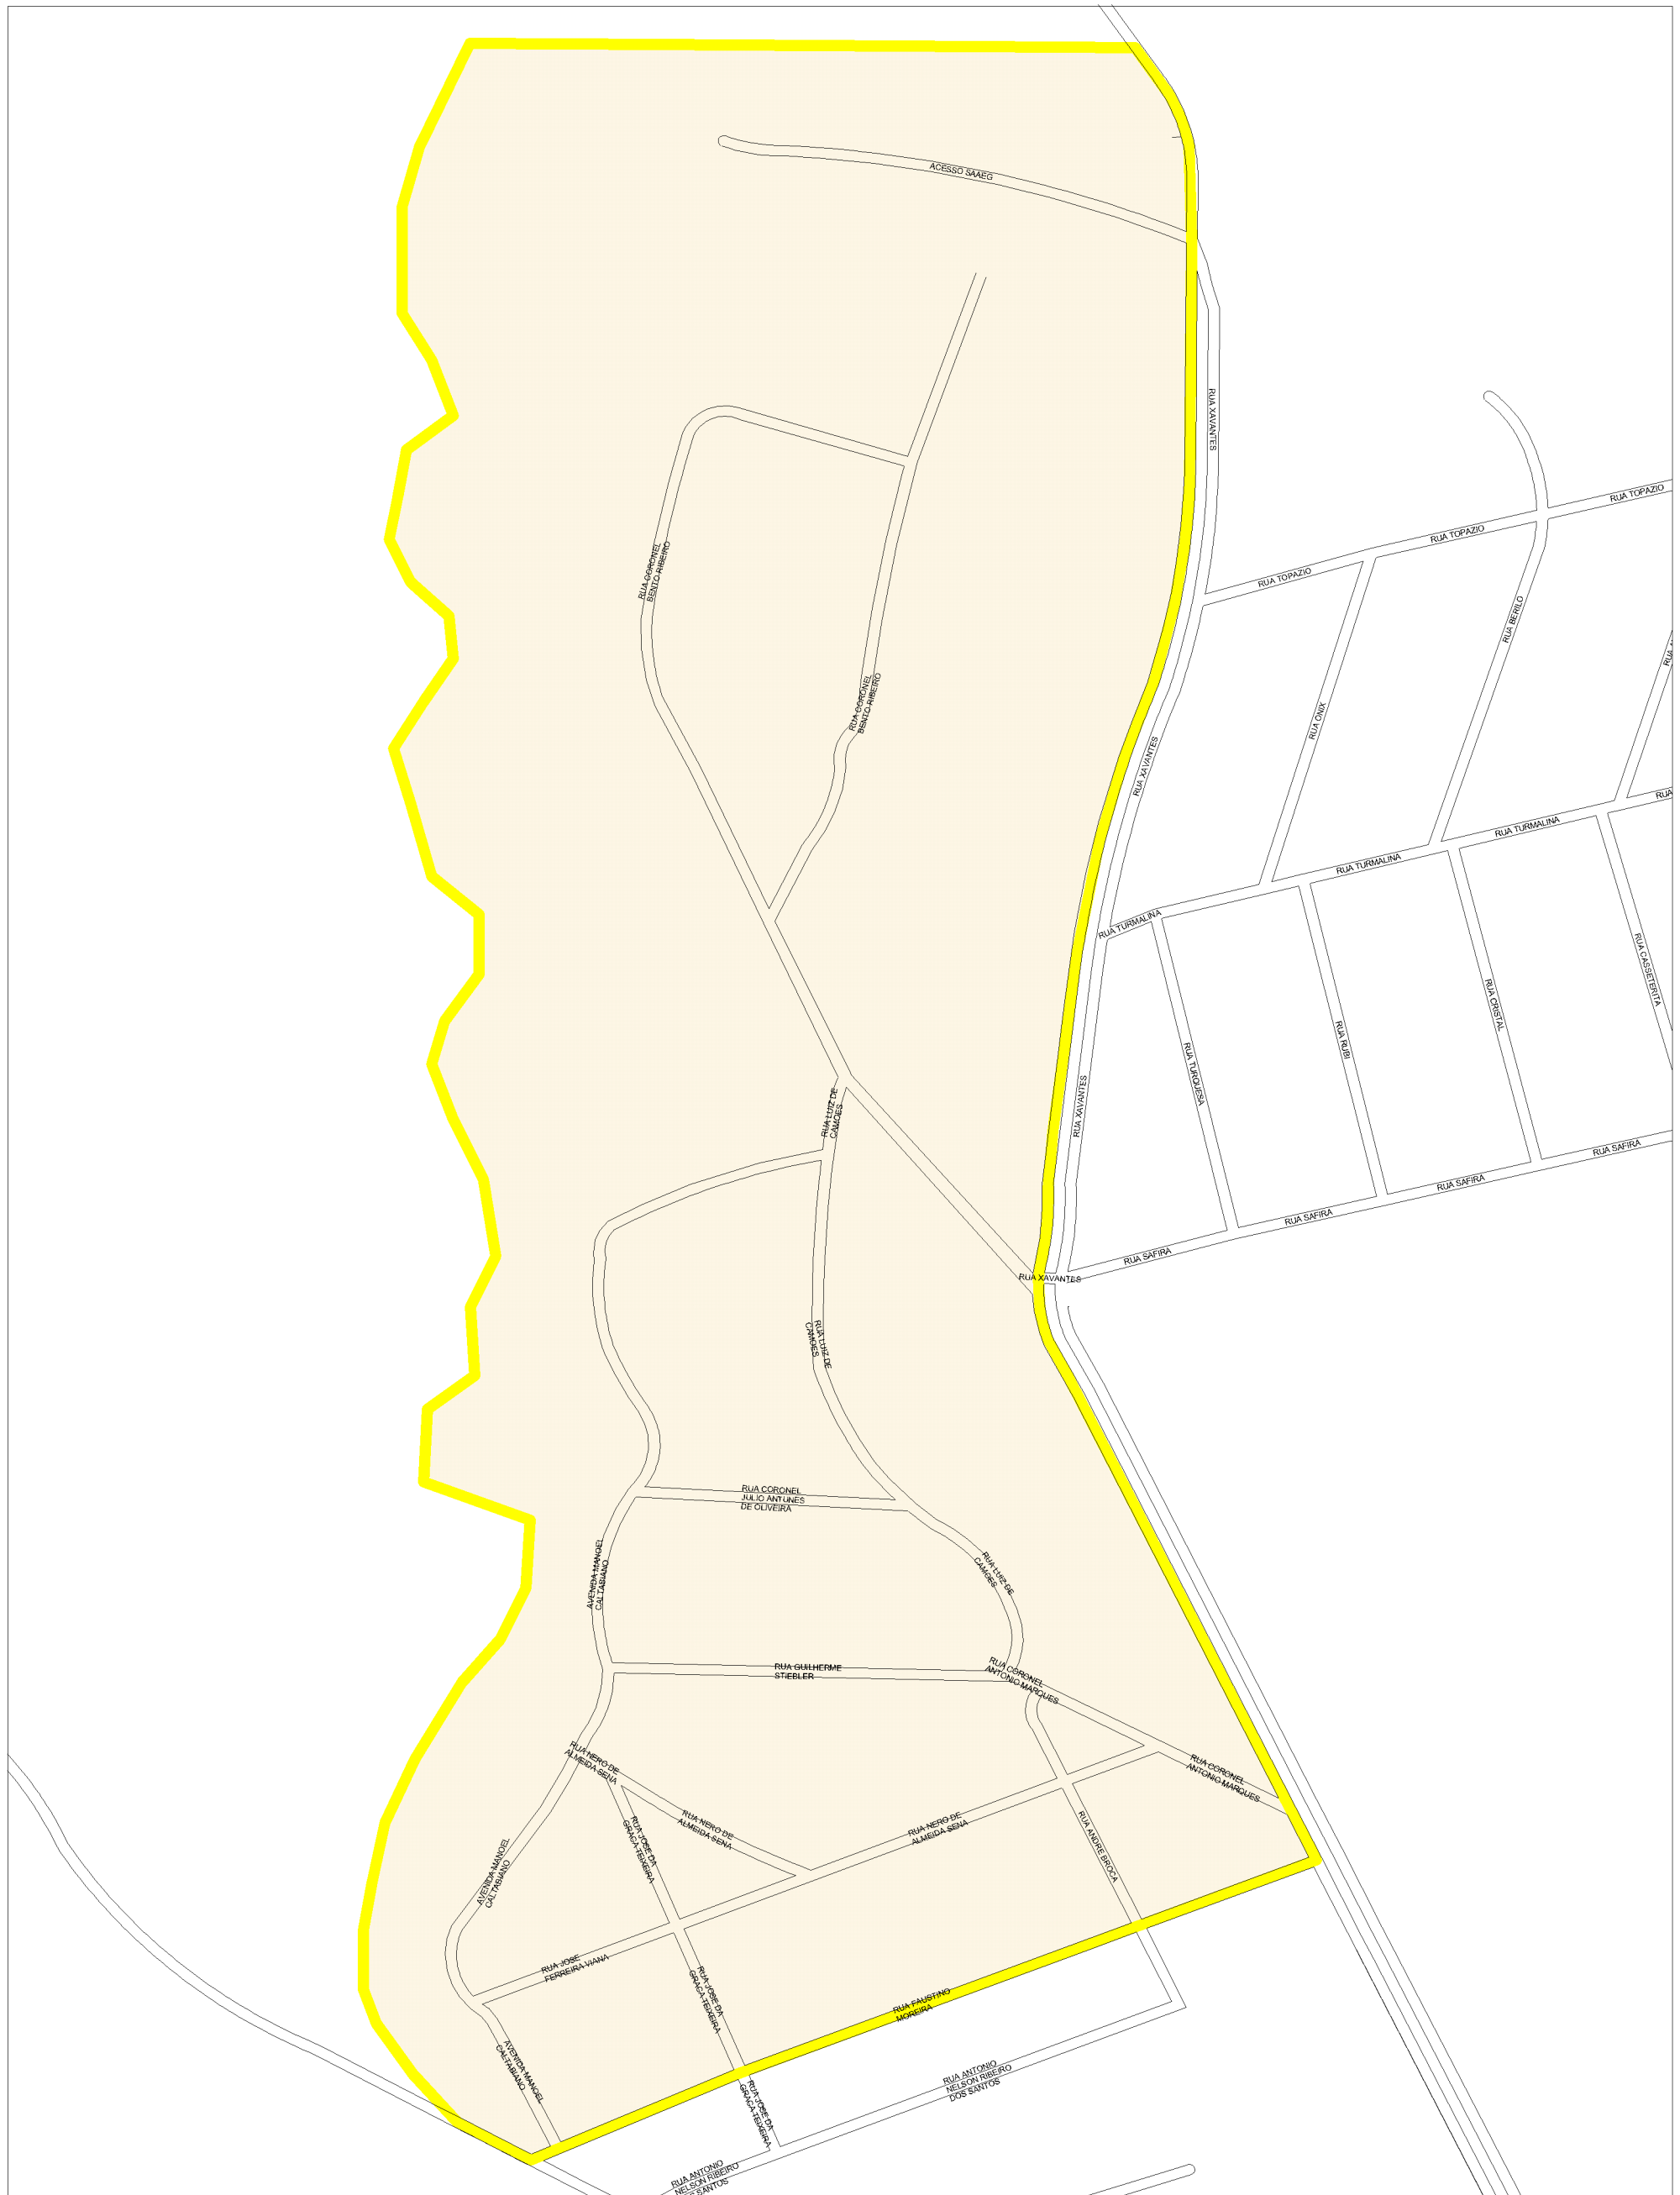 ACESSO SAAEG
RUA XAVANTES
RUA TOPAZIO
RUA TOPAZIO
RUA TOPAZIO
RUA CORONEL
BENTO RIBEIRO
RUA BERILO
RUA
RUA CORONEL
BENTO RIBEIRO
RUA ONIX
RUA XAVANTES
RUA
RUA TURMALINA
RUA TURMALINA
RUA TURMALINA
RUA CASSETERITA
RUA CRISTAL
RUA RUBI
RUA TURQUESA
RUA XAVANTES
RUA LUIZ DE
CAMOES
RUA SAFIRA
RUA SAFIRA
RUA SAFIRA
RUA SAFIRA
RUA XAVANTES
RUA LUIZ DE
CAMOES
RUA CORONEL
JULIO ANTUNES
DE OLIVEIRA
AVENIDA MANOEL
CALTABIANO
RUA LUIZ DE
CAMOES
RUA GUILHERME
STIEBLER
RUA CORONEL
ANTONIO MARQUES
RUA NERO DE
ALMEIDA SENA
RUA CORONEL
ANTONIO MARQUES
RUA NERO DE
ALMEIDA SENA
RUA NERO DE
ALMEIDA SENA
RUA JOSE DA
GRACA TEIXEIRA
RUA ANDRE BROCA
AVENIDA MANOEL
CALTABIANO
RUA JOSE
FERREIRA VIANA
RUA JOSE DA
GRACA TEIXEIRA
RUA FAUSTINO
MOREIRA
AVENIDA MANOEL
CALTABIANO
RUA ANTONIO
NELSON RIBEIRO
DOS SANTOS
RUA JOSE DA
GRACA TEIXEIRA
RUA ANTONIO
NELSON RIBEIRO
SANTOS